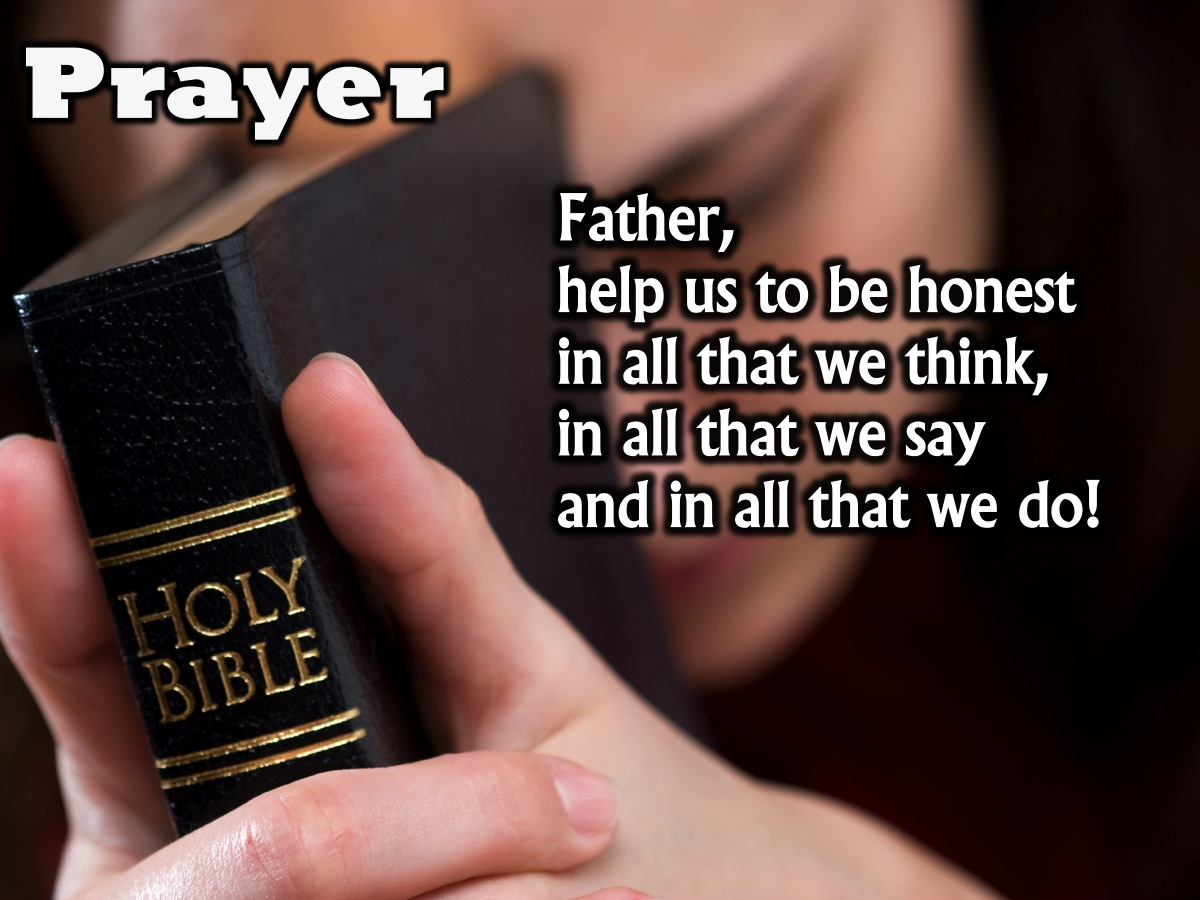 Prayer
Father,
help us to be honest
in all that we think,
in all that we say
and in all that we do!
HOLY
BIBLE